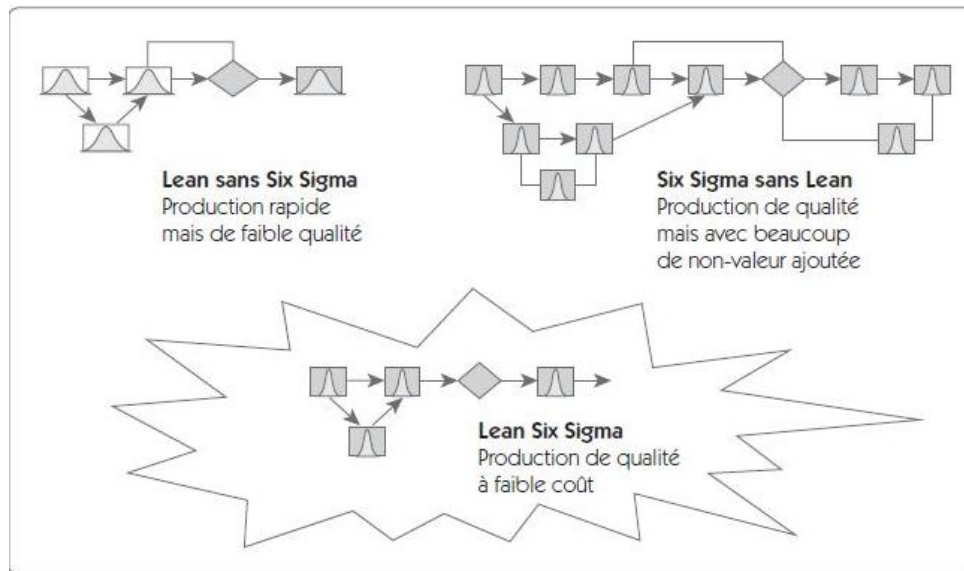 Lean sans Six Sigma
Production rapide
mais de faible qualité
Six Sigma sans Lean
Production de qualité
mais avec beaucoup
de non-valeur ajoutée
Lean Six Sigma
Production de qualité
à faible coût